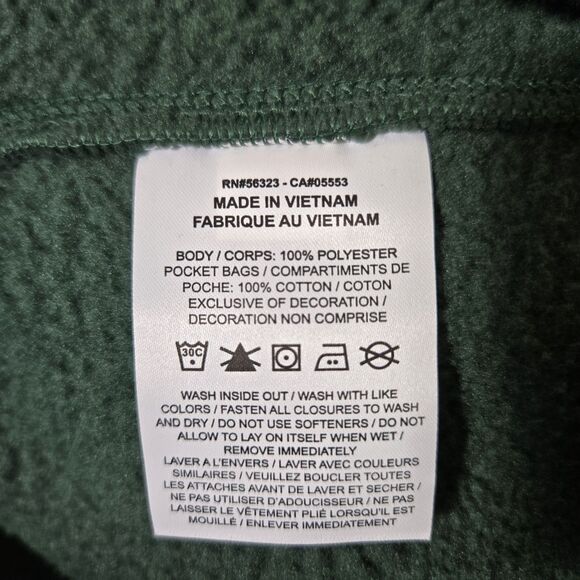 RN#56323 - CA#05553
MADE IN VIETNAM
FABRIQUE AU VIETNAM
BODY / CORPS: 100% POLYESTER
POCKET BAGS / COMPARTIMENTS DE
POCHE: 100% COTTON / COTON
EXCLUSIVE OF DECORATION /
DECORATION NON COMPRISE
30C
WASH INSIDE OUT / WASH WITH LIKE
COLORS / FASTEN ALL CLOSURES TO WASH
AND DRY / DO NOT USE SOFTENERS / DO NOT
ALLOW TO LAY ON ITSELF WHEN WET /
REMOVE IMMEDIATELY
LAVER A L'ENVERS / LAVER AVEC COULEURS
SIMILAIRES / VEUILLEZ BOUCLER TOUTES
LES ATTACHES AVANT DE LAVER ET SECHER /
NE PAS UTILISER D'ADOUCISSEUR / NE PAS
LAISSER LE VÊTEMENT PLIÉ LORSQU'IL EST
MOUILLÉ / ENLEVER IMMÉDIATEMENT